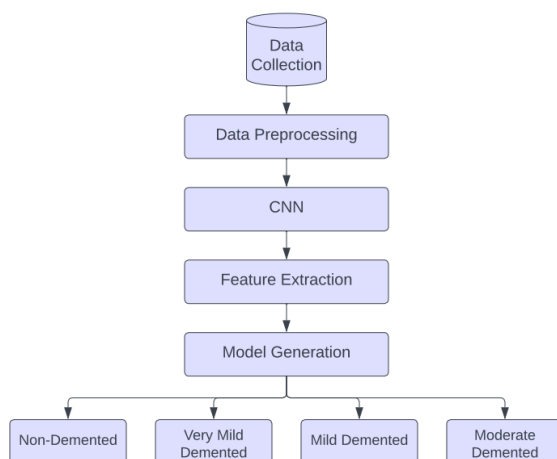 Data
Collection
Data Preprocessing
CNN
Feature Extraction
Model Generation
Non-Demented
Very Mild
Demented
Mild Demented
Moderate
Demented